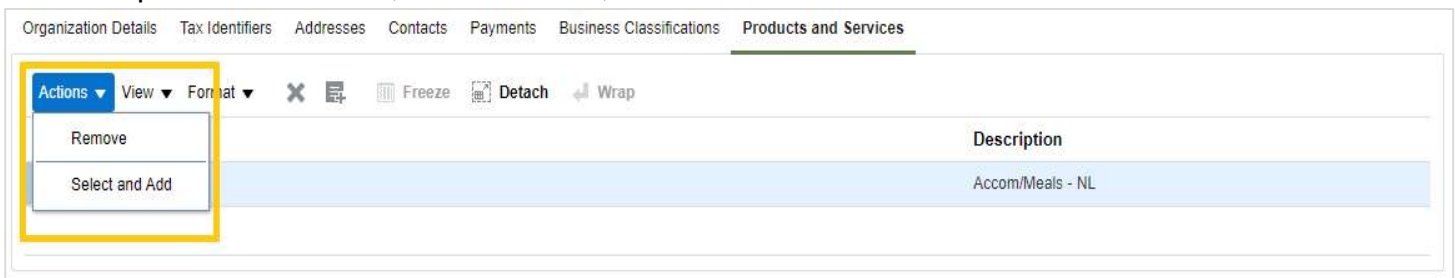 Organization Details Tax Identifiers Addresses Contacts Payments Business Classifications Products and Services
Actions View Format Freeze Detach Wrap
Remove Description
Select and Add Accom/Meals - NL